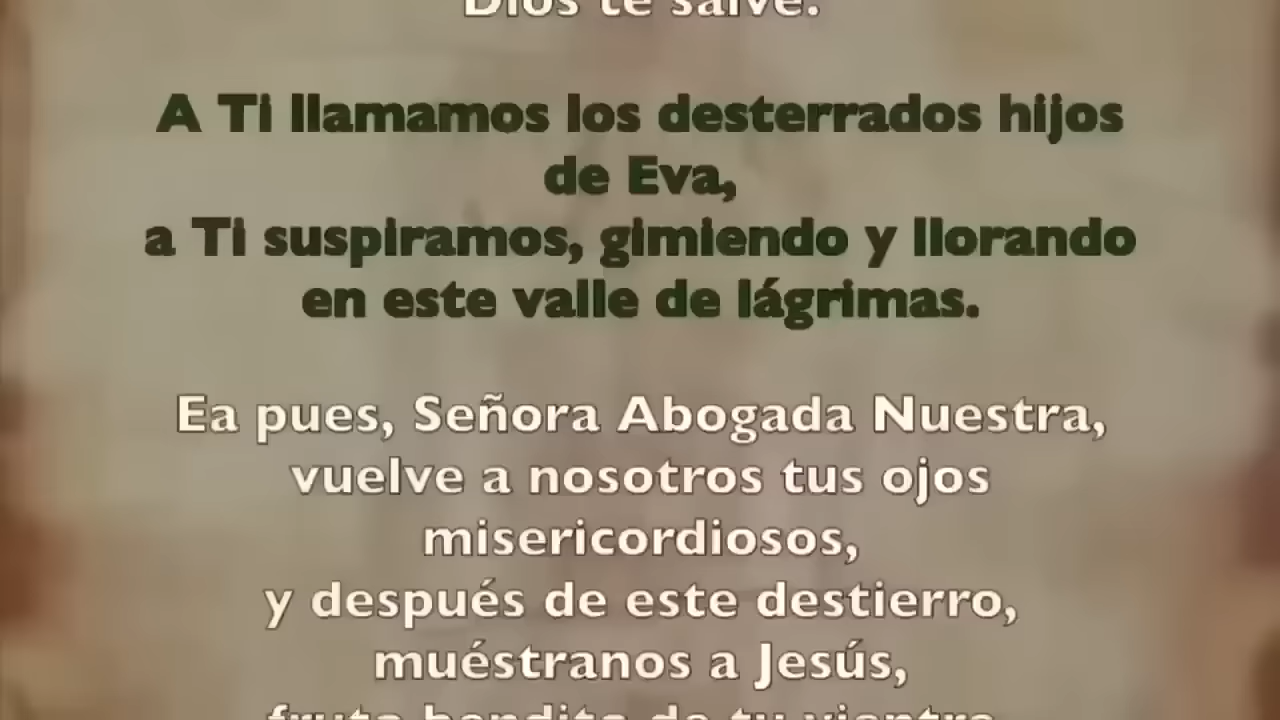 Dios te salve.
A Ti llamamos los desterrados hijos
de Eva,
a Ti suspiramos, gimiendo y llorando
en este valle de lágrimas.
Ea pues, Señora Abogada Nuestra,
vuelve a nosotros tus ojos
misericordiosos,
y después de este destierro,
muéstranos a Jesús,
fruto bendito de tu vientre